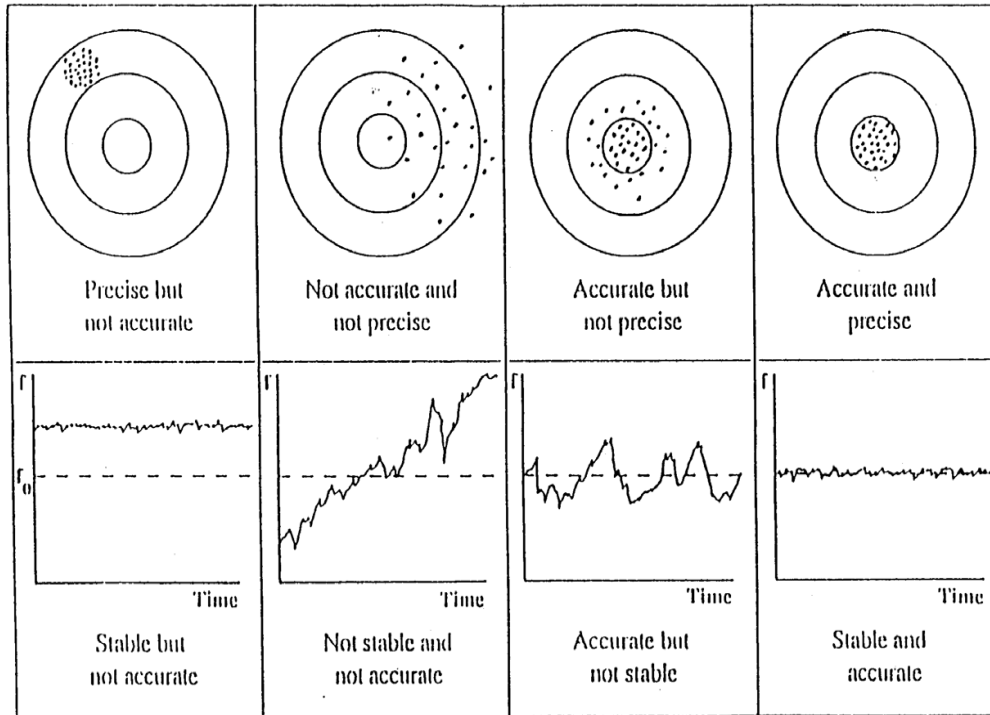 Precise but
not accurate
Not accurate and
not precise
Accurate but
not precise
Accurate and
precise
f
f0
Time
Stable but
not accurate
f
Time
Not stable and
not accurate
f
Time
Accurate but
not stable
f
Time
Stable and
accurate